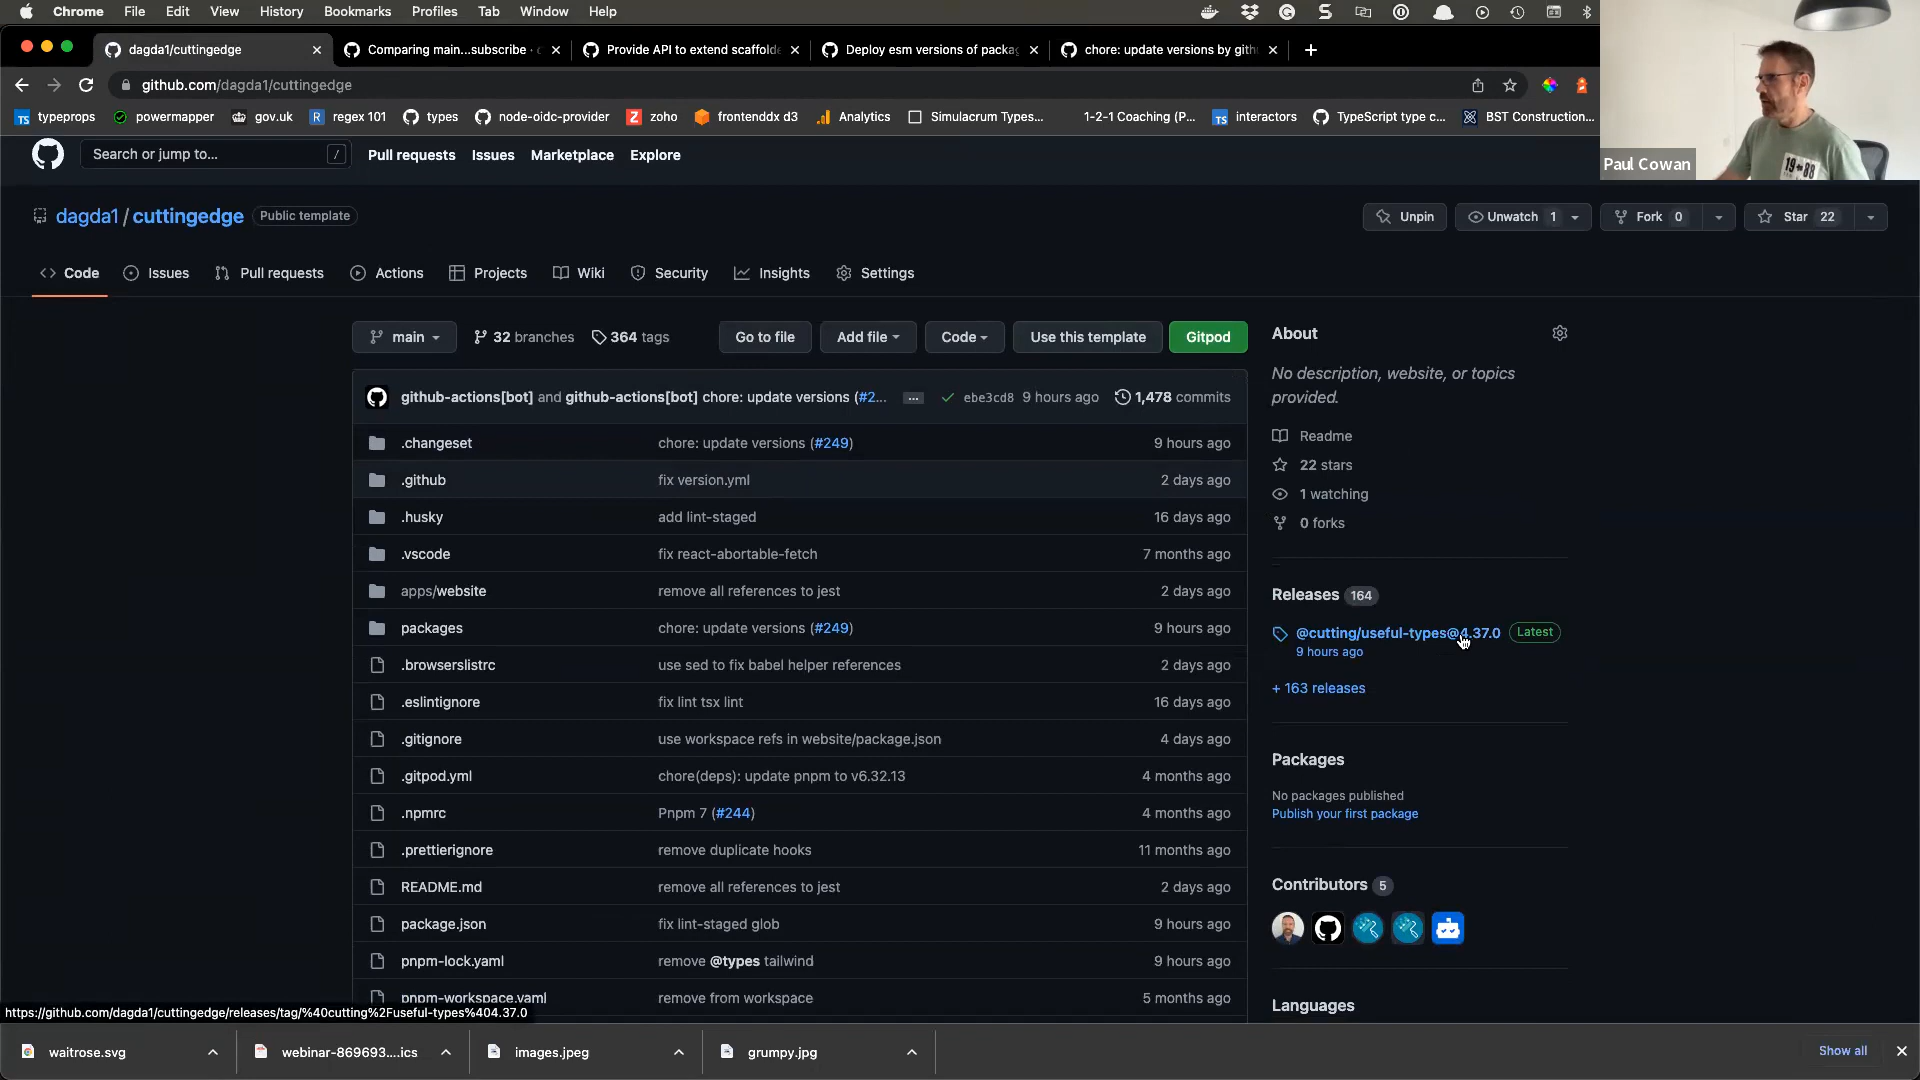 Chrome File Edit View History Bookmarks Profiles Tab Window Help
dagda1/cuttingedge
Comparing main...subscribe · c
Provide API to extend scaffolde
Deploy esm versions of packag
chore: update versions by gith
github.com/dagda1/cuttingedge
typeprops powermapper gov.uk regex 101 types node-oidc-provider zoho frontenddx d3 Analytics Simulacrum Types... 1-2-1 Coaching (P... interactors TypeScript type c... BST Construction...
Paul Cowan
19 88
Search or jump to... /
Pull requests Issues Marketplace Explore
dagda1 / cuttingedge Public template
Unpin Unwatch 1 Fork 0 Star 22
Code Issues Pull requests Actions Projects Wiki Security Insights Settings
main 32 branches 364 tags Go to file Add file Code Use this template Gitpod
github-actions[bot] and github-actions[bot] chore: update versions (#2... ... ebe3cd8 9 hours ago 1,478 commits
.changeset chore: update versions (#249) 9 hours ago
.github fix version.yml 2 days ago
.husky add lint-staged 16 days ago
.vscode fix react-abortable-fetch 7 months ago
apps/website remove all references to jest 2 days ago
packages chore: update versions (#249) 9 hours ago
.browserslistrc use sed to fix babel helper references 2 days ago
.eslintignore fix lint tsx lint 16 days ago
.gitignore use workspace refs in website/package.json 4 days ago
.gitpod.yml chore(deps): update pnpm to v6.32.13 4 months ago
.npmrc Pnpm 7 (#244) 4 months ago
.prettierignore remove duplicate hooks 11 months ago
README.md remove all references to jest 2 days ago
package.json fix lint-staged glob 9 hours ago
pnpm-lock.yaml remove @types tailwind 9 hours ago
pnpm-workspace.yaml remove from workspace 5 months ago
About
No description, website, or topics
provided.
Readme
22 stars
1 watching
0 forks
Releases 164
@cutting/useful-types@4.37.0 Latest
9 hours ago
+ 163 releases
Packages
No packages published
Publish your first package
Contributors 5
Languages
https://github.com/dagda1/cuttingedge/releases/tag/%40cutting%2Fuseful-types%404.37.0
waitrose.svg
webinar-869693....ics
images.jpeg
grumpy.jpg
Show all